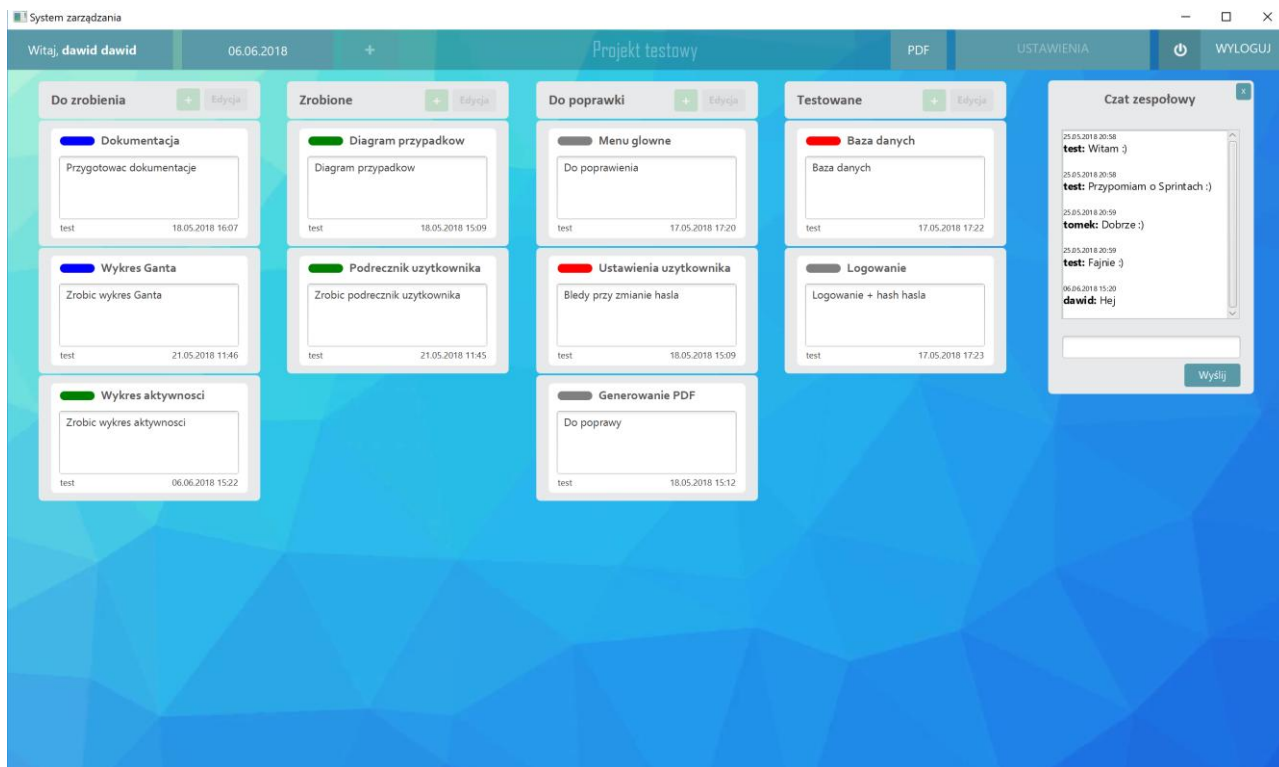 System zarządzania
Witaj, dawid dawid
06.06.2018
+
Projekt testowy
PDF
USTAWIENIA
WYLOGUJ
Do zrobienia
+
Edycja
Dokumentacja
Przygotowac dokumentacje
test 18.05.2018 16:07
Wykres Ganta
Zrobic wykres Ganta
test 21.05.2018 11:46
Wykres aktywnosci
Zrobic wykres aktywnosci
test 06.06.2018 15:22
Zrobione
+
Edycja
Diagram przypadkow
Diagram przypadkow
test 18.05.2018 15:09
Podrecznik uzytkownika
Zrobic podrecznik uzytkownika
test 21.05.2018 11:45
Do poprawki
+
Edycja
Menu glowne
Do poprawienia
test 17.05.2018 17:20
Ustawienia uzytkownika
Bledy przy zmianie hasla
test 18.05.2018 15:09
Generowanie PDF
Do poprawy
test 18.05.2018 15:12
Testowane
+
Edycja
Baza danych
Baza danych
test 17.05.2018 17:22
Logowanie
Logowanie + hash hasla
test 17.05.2018 17:23
Czat zespołowy
x
25.05.2018 20:58
test: Witam :)
25.05.2018 20:58
test: Przypomiam o Sprintach :)
25.05.2018 20:59
tomek: Dobrze :)
25.05.2018 20:59
test: Fajnie :)
06.06.2018 15:20
dawid: Hej
Wyślij